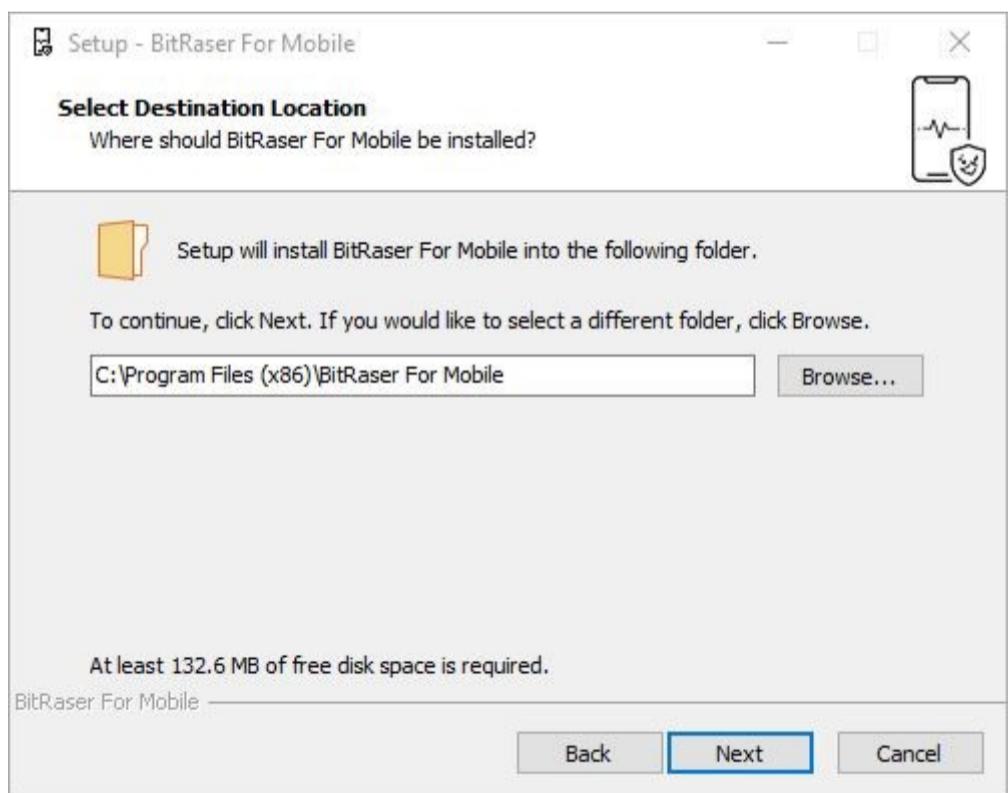 Setup - BitRaser For Mobile
Select Destination Location
Where should BitRaser For Mobile be installed?
Setup will install BitRaser For Mobile into the following folder.
To continue, click Next. If you would like to select a different folder, click Browse.
C:\Program Files (x86)\BitRaser For Mobile
Browse...
At least 132.6 MB of free disk space is required.
BitRaser For Mobile
Back
Next
Cancel